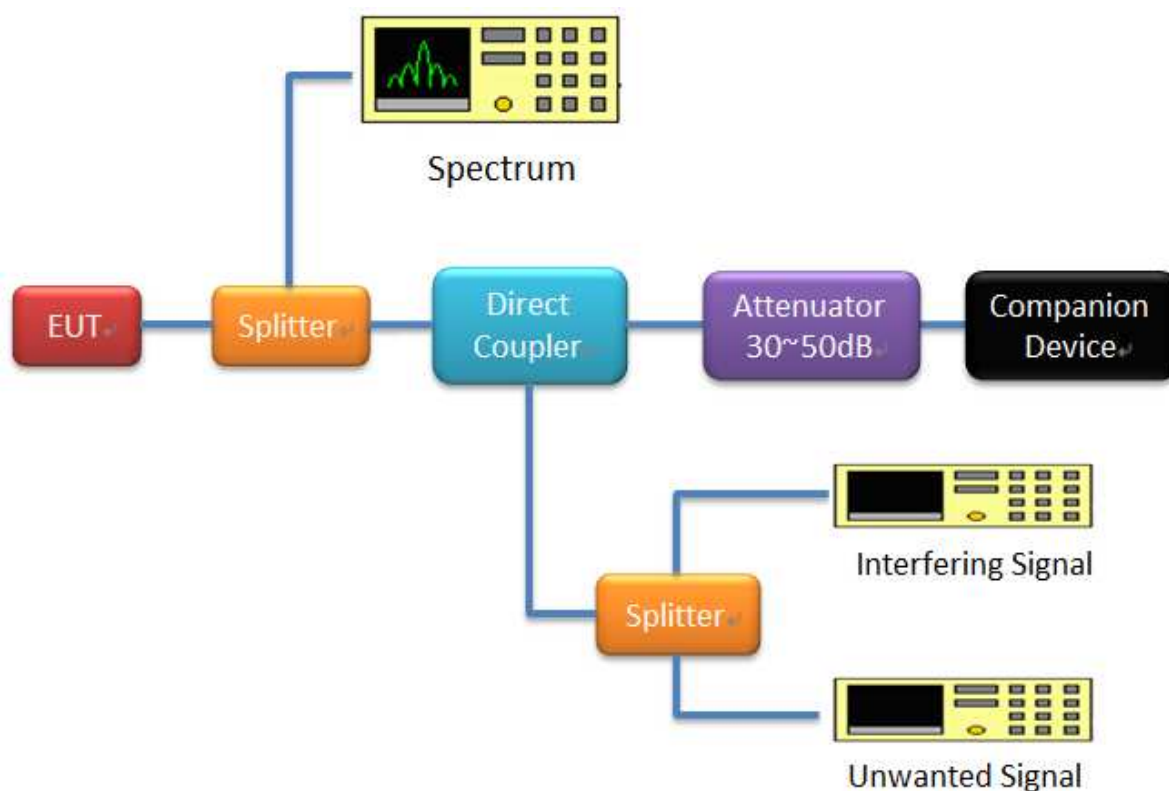 Spectrum
EUT
Splitter
Direct
Coupler
Attenuator
30~50dB
Companion
Device
Interfering Signal
Splitter
Unwanted Signal